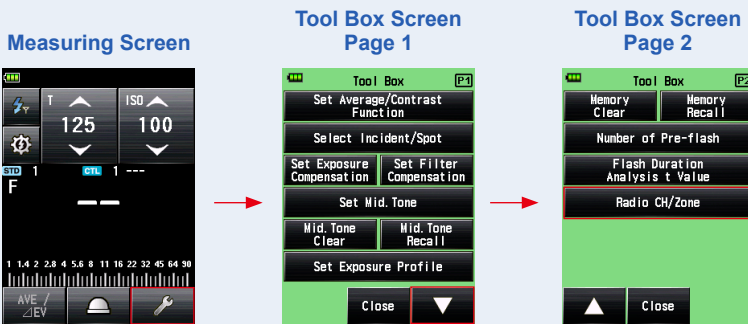 Measuring Screen
Tool Box Screen
Page 1
Tool Box Screen
Page 2
T
125
ISO
100
STD 1
CTL 1 ---
F
--
1 1.4 2 2.8 4 5.6 8 11 16 22 32 45 64 90
AVE /
⊿EV
Tool Box P1
Set Average/Contrast
Function
Select Incident/Spot
Set Exposure
Compensation
Set Filter
Compensation
Set Mid. Tone
Mid. Tone
Clear
Mid. Tone
Recall
Set Exposure Profile
Close
Tool Box P2
Memory
Clear
Memory
Recall
Number of Pre-flash
Flash Duration
Analysis t Value
Radio CH/Zone
Close